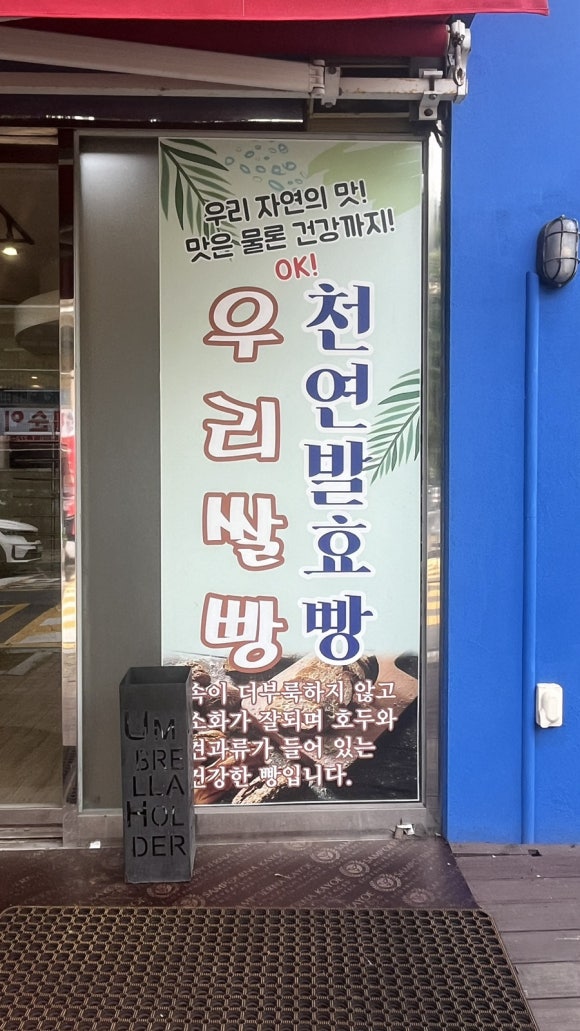 우리 자연의 맛!
맛은 물론 건강까지!
OK!
천연발효빵
우리쌀빵
속이 더부룩하지 않고
소화가 잘되며 호두와
견과류가 들어 있는
건강한 빵입니다.
UM
BRE
LLA
HOL
DER